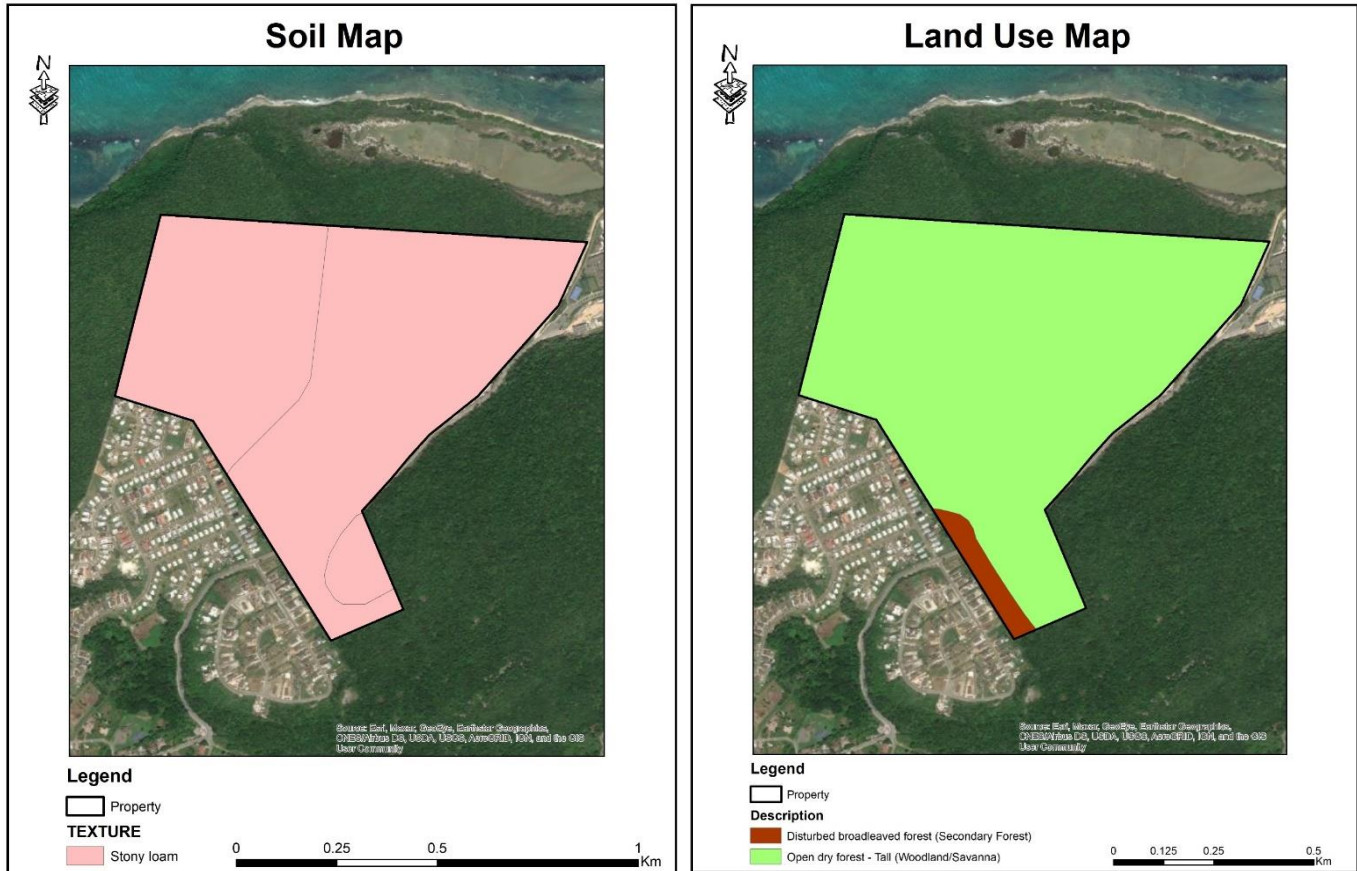 Soil Map
N
Source: Esri, Maxar, GeoEye, Earthstar Geographics,
CNES/Airbus DS, USDA, USGS, AeroGRID, IGN, and the GIS
User Community
Legend
Property
TEXTURE
Stony loam
0 0.25 0.5 1
Km
Land Use Map
N
Source: Esri, Maxar, GeoEye, Earthstar Geographics,
CNES/Airbus DS, USDA, USGS, AeroGRID, IGN, and the GIS
User Community
Legend
Property
Description
Disturbed broadleaved forest (Secondary Forest)
Open dry forest - Tall (Woodland/Savanna)
0 0.125 0.25 0.5
Km